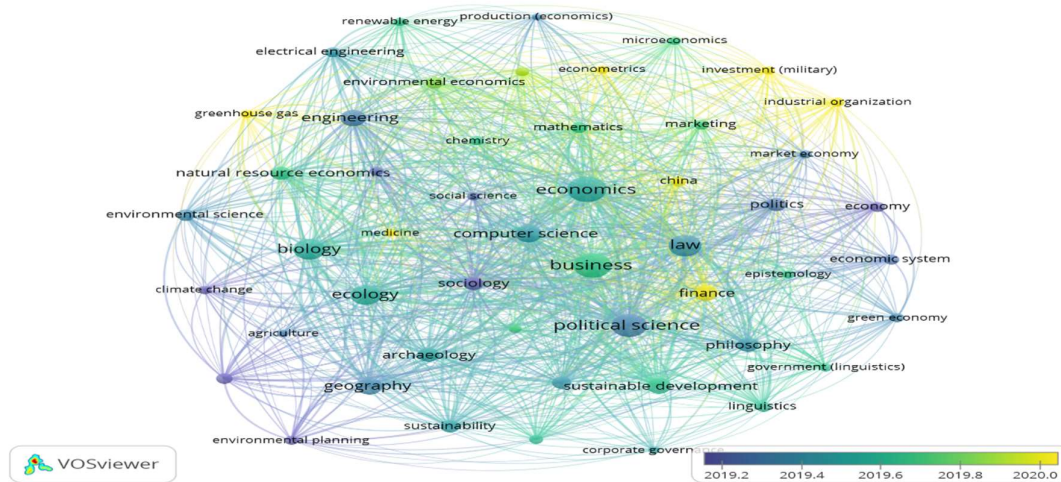 renewable energy
production (economics)
microeconomics
electrical engineering
environmental economics
econometrics
investment (military)
industrial organization
greenhouse gas
engineering
mathematics
marketing
chemistry
market economy
natural resource economics
china
economics
social science
politics
economy
environmental science
medicine
computer science
law
biology
economic system
business
epistemology
climate change
sociology
ecology
finance
green economy
agriculture
political science
philosophy
archaeology
government (linguistics)
geography
sustainable development
linguistics
sustainability
environmental planning
corporate governance
VOSviewer
2019.2 2019.4 2019.6 2019.8 2020.0